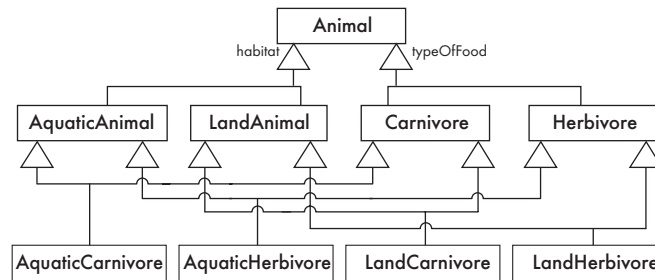 Animal
habitat
typeOfFood
AquaticAnimal
LandAnimal
Carnivore
Herbivore
AquaticCarnivore
AquaticHerbivore
LandCarnivore
LandHerbivore